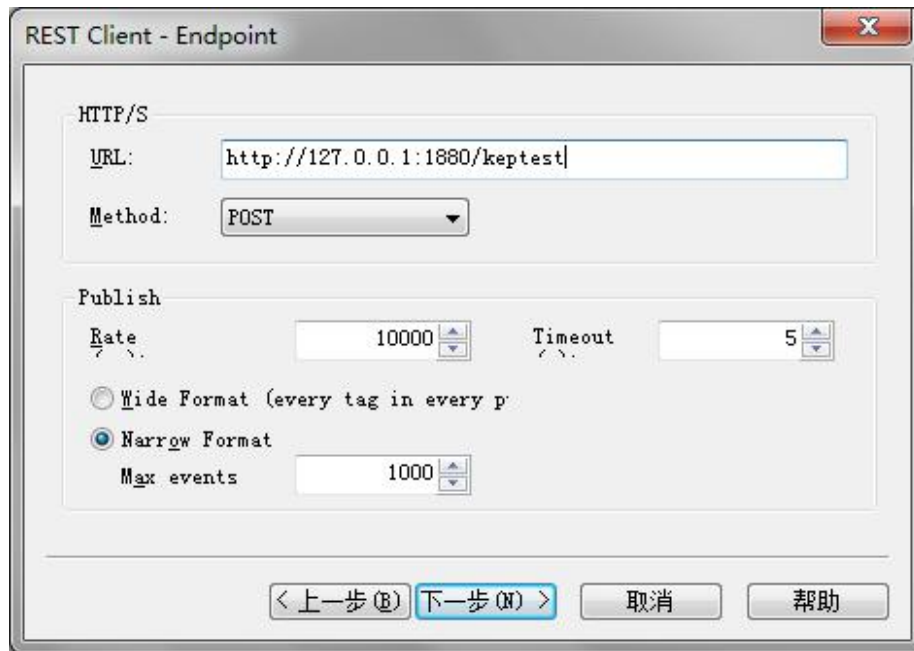 REST Client - Endpoint
HTTP/S
URL: http://127.0.0.1:1880/keptest
Method: POST
Publish
Rate 10000 Timeout 5
Wide Format (every tag in every p
Narrow Format
Max events 1000
< 上一步(B) 下一步(N) > 取消 帮助